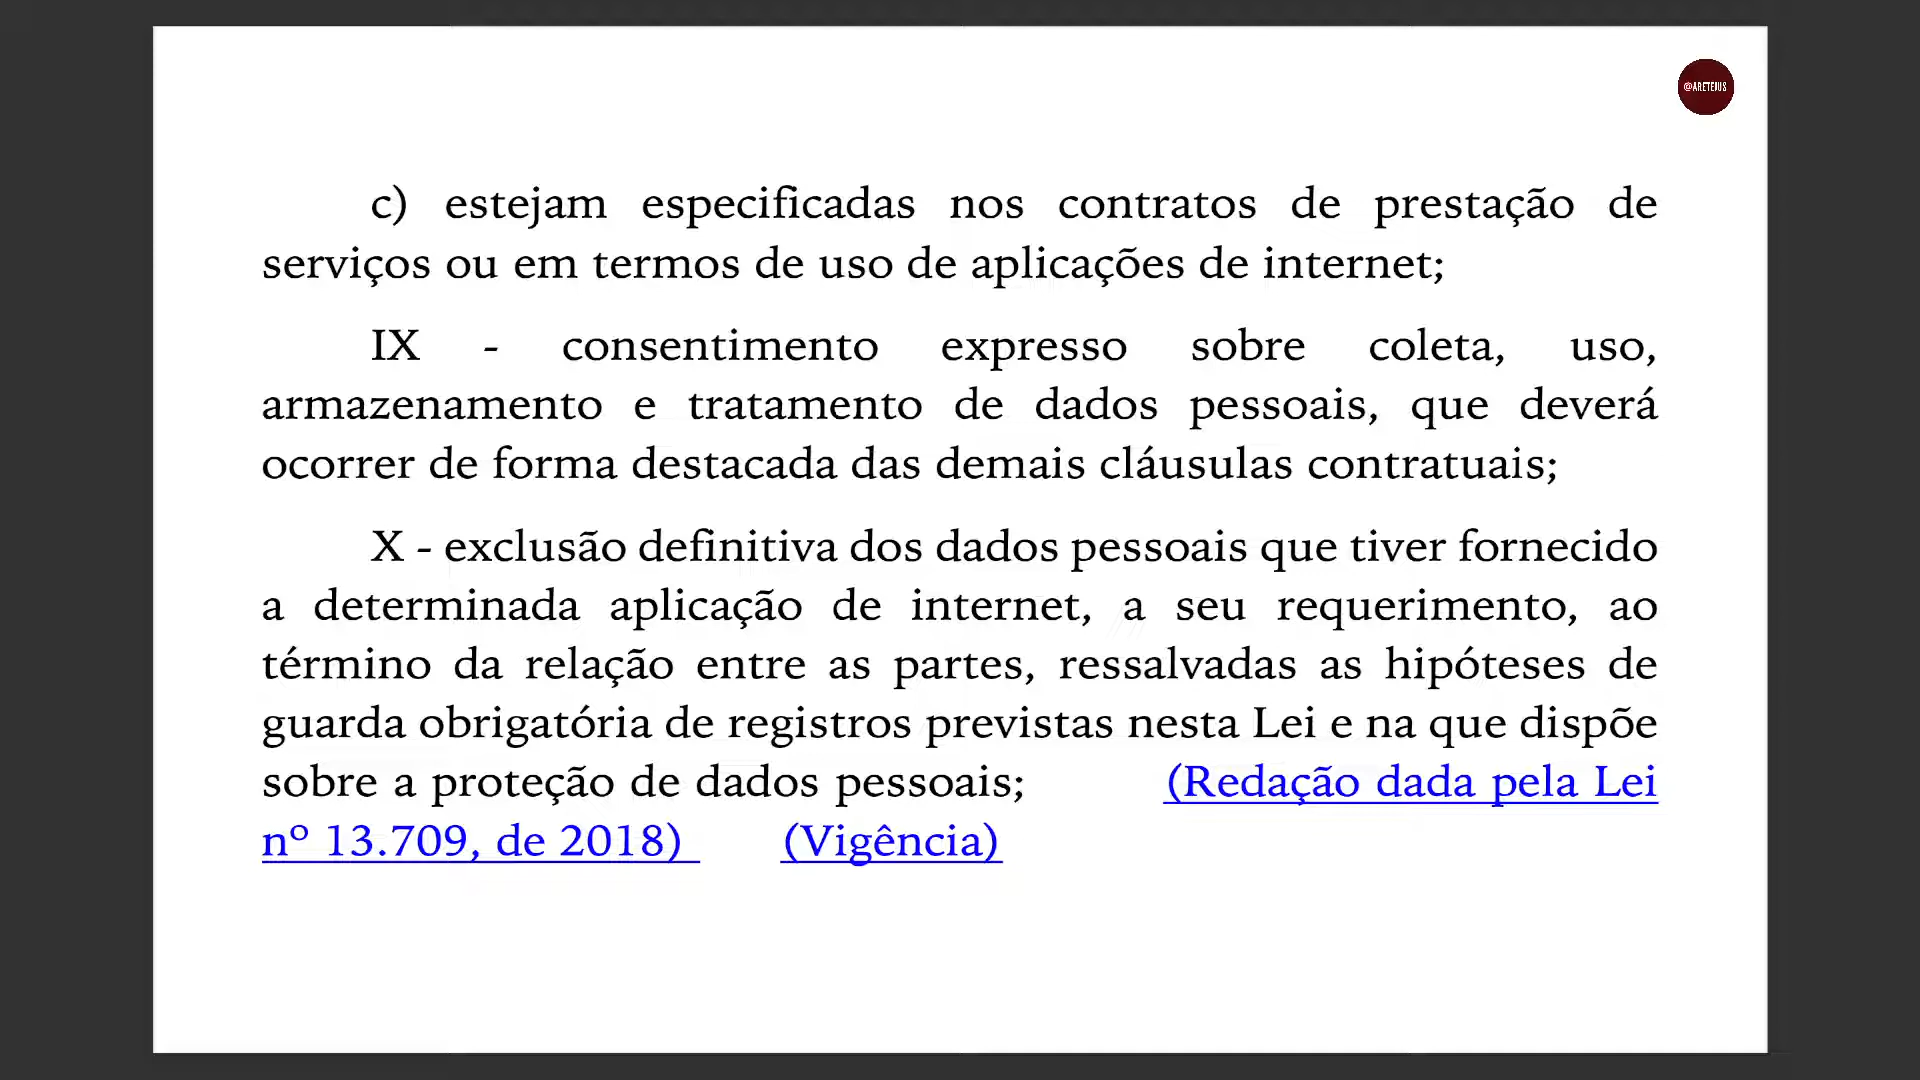 @ARETEJUS
c) estejam especificadas nos contratos de prestação de
serviços ou em termos de uso de aplicações de internet;
IX - consentimento expresso sobre coleta, uso,
armazenamento e tratamento de dados pessoais, que deverá
ocorrer de forma destacada das demais cláusulas contratuais;
X - exclusão definitiva dos dados pessoais que tiver fornecido
a determinada aplicação de internet, a seu requerimento, ao
término da relação entre as partes, ressalvadas as hipóteses de
guarda obrigatória de registros previstas nesta Lei e na que dispõe
sobre a proteção de dados pessoais; (Redação dada pela Lei
nº 13.709, de 2018) (Vigência)